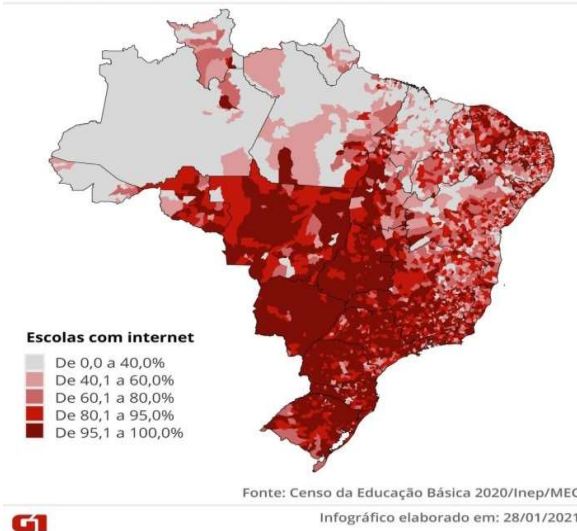 Escolas com internet
De 0,0 a 40,0%
De 40,1 a 60,0%
De 60,1 a 80,0%
De 80,1 a 95,0%
De 95,1 a 100,0%
Fonte: Censo da Educação Básica 2020/Inep/MEC
G1
Infográfico elaborado em: 28/01/2021